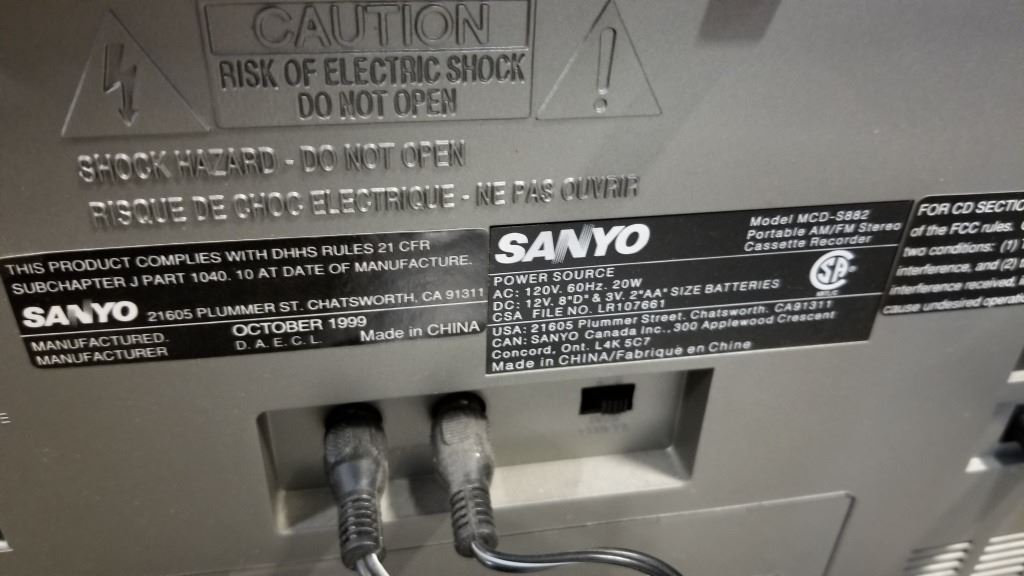 CAUTION
RISK OF ELECTRIC SHOCK
DO NOT OPEN
SHOCK HAZARD - DO NOT OPEN
RISQUE DE CHOC ELECTRIQUE - NE PAS OUVRIR
THIS PRODUCT COMPLIES WITH DHHS RULES 21 CFR
SUBCHAPTER J PART 1040. 10 AT DATE OF MANUFACTURE.
SANYO 21605 PLUMMER ST. CHATSWORTH, CA 91311
MANUFACTURED. OCTOBER 1999
MANUFACTURER D. A. E. C. L. Made in CHINA
SANYO
Model MCD-S882
Portable AM/FM Stereo
Cassette Recorder
POWER SOURCE
AC: 120V. 60Hz. 20W
DC: 12V. 8"D" & 3V. 2"AA" SIZE BATTERIES
CSA FILE NO. LR107661
USA: 21605 Plummer Street. Chatsworth. CA91311
CAN: SANYO Canada Inc., 300 Applewood Crescent
Concord, Ont. L4K 5C7
Made in CHINA/Fabriqué en Chine
FOR CD SECTIO
of the FCC rules.
two conditions: (1)
interference, and (2)
interference received,
cause undesired operati